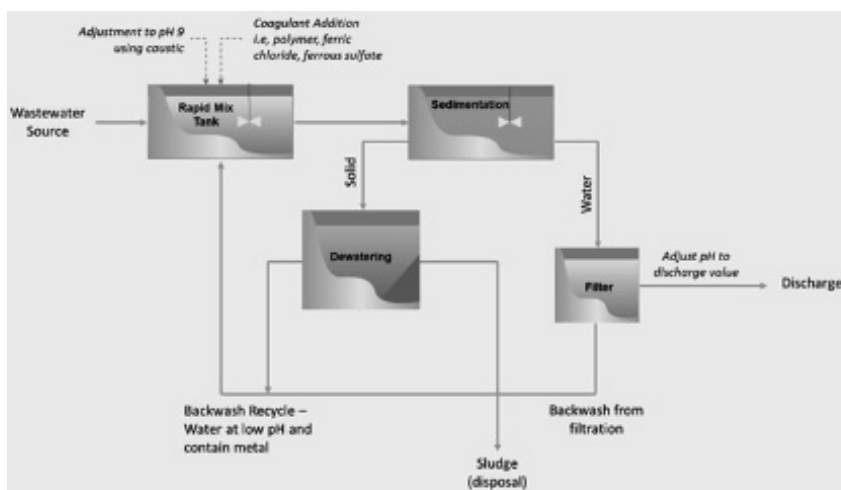 Adjustment to pH 9
using caustic
Coagulant Addition
i.e, polymer, ferric
chloride, ferrous sulfate
Wastewater
Source
Rapid Mix
Tank
Sedimentation
Solid
Water
Dewatering
Filter
Adjust pH to
discharge value
Discharge
Backwash Recycle –
Water at low pH and
contain metal
Backwash from
filtration
Sludge
(disposal)